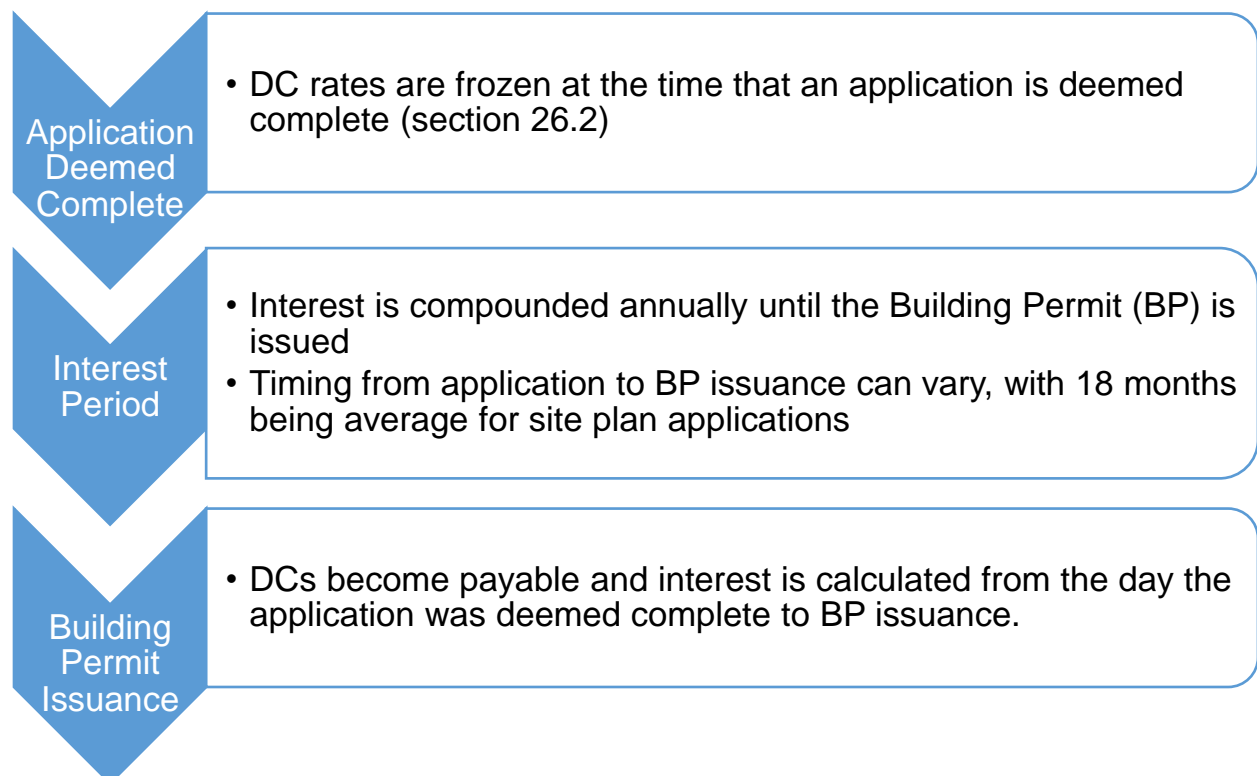 Application
Deemed
Complete
• DC rates are frozen at the time that an application is deemed
complete (section 26.2)
Interest
Period
• Interest is compounded annually until the Building Permit (BP) is
issued
• Timing from application to BP issuance can vary, with 18 months
being average for site plan applications
Building
Permit
Issuance
• DCs become payable and interest is calculated from the day the
application was deemed complete to BP issuance.